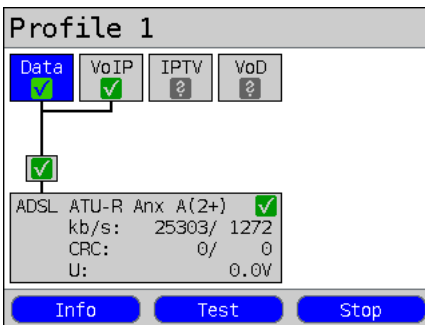 Profile 1
Data VoIP IPTV VoD
? ?
ADSL ATU-R Anx A(2+)
kb/s: 25303/ 1272
CRC: 0/ 0
U: 0.0V
Info Test Stop